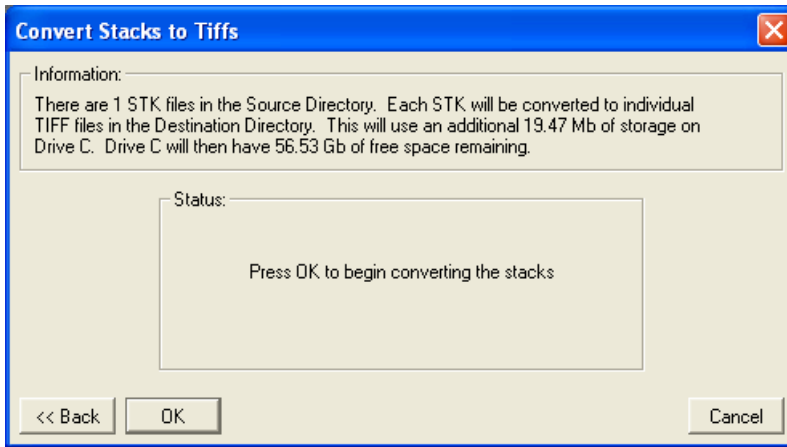 Convert Stacks to Tiffs
Information:
There are 1 STK files in the Source Directory.  Each STK will be converted to individual
TIFF files in the Destination Directory.  This will use an additional 19.47 Mb of storage on
Drive C.  Drive C will then have 56.53 Gb of free space remaining.
Status:
Press OK to begin converting the stacks
<< Back
OK
Cancel